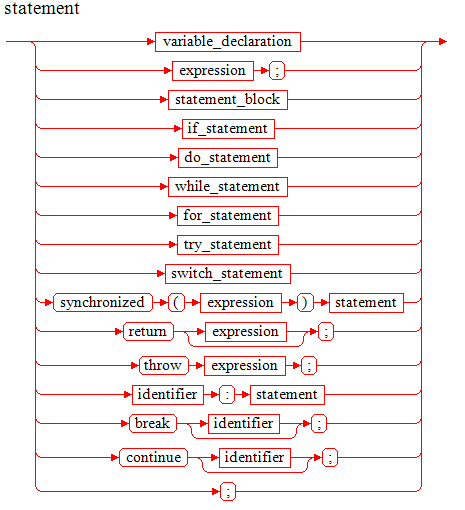 statement
variable_declaration
expression ;
statement_block
if_statement
do_statement
while_statement
for_statement
try_statement
switch_statement
synchronized ( expression ) statement
return expression ;
throw expression ;
identifier : statement
break identifier ;
continue identifier ;
;